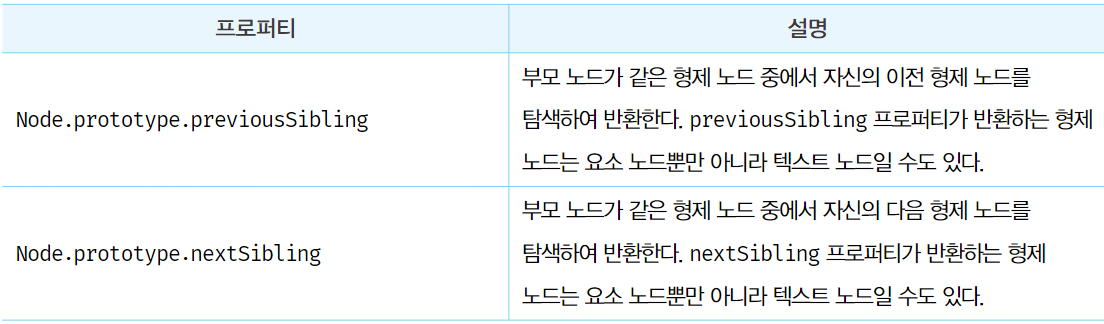 프로퍼티
설명
Node.prototype.previousSibling
부모 노드가 같은 형제 노드 중에서 자신의 이전 형제 노드를
탐색하여 반환한다. previousSibling 프로퍼티가 반환하는 형제
노드는 요소 노드뿐만 아니라 텍스트 노드일 수도 있다.
Node.prototype.nextSibling
부모 노드가 같은 형제 노드 중에서 자신의 다음 형제 노드를
탐색하여 반환한다. nextSibling 프로퍼티가 반환하는 형제
노드는 요소 노드뿐만 아니라 텍스트 노드일 수도 있다.